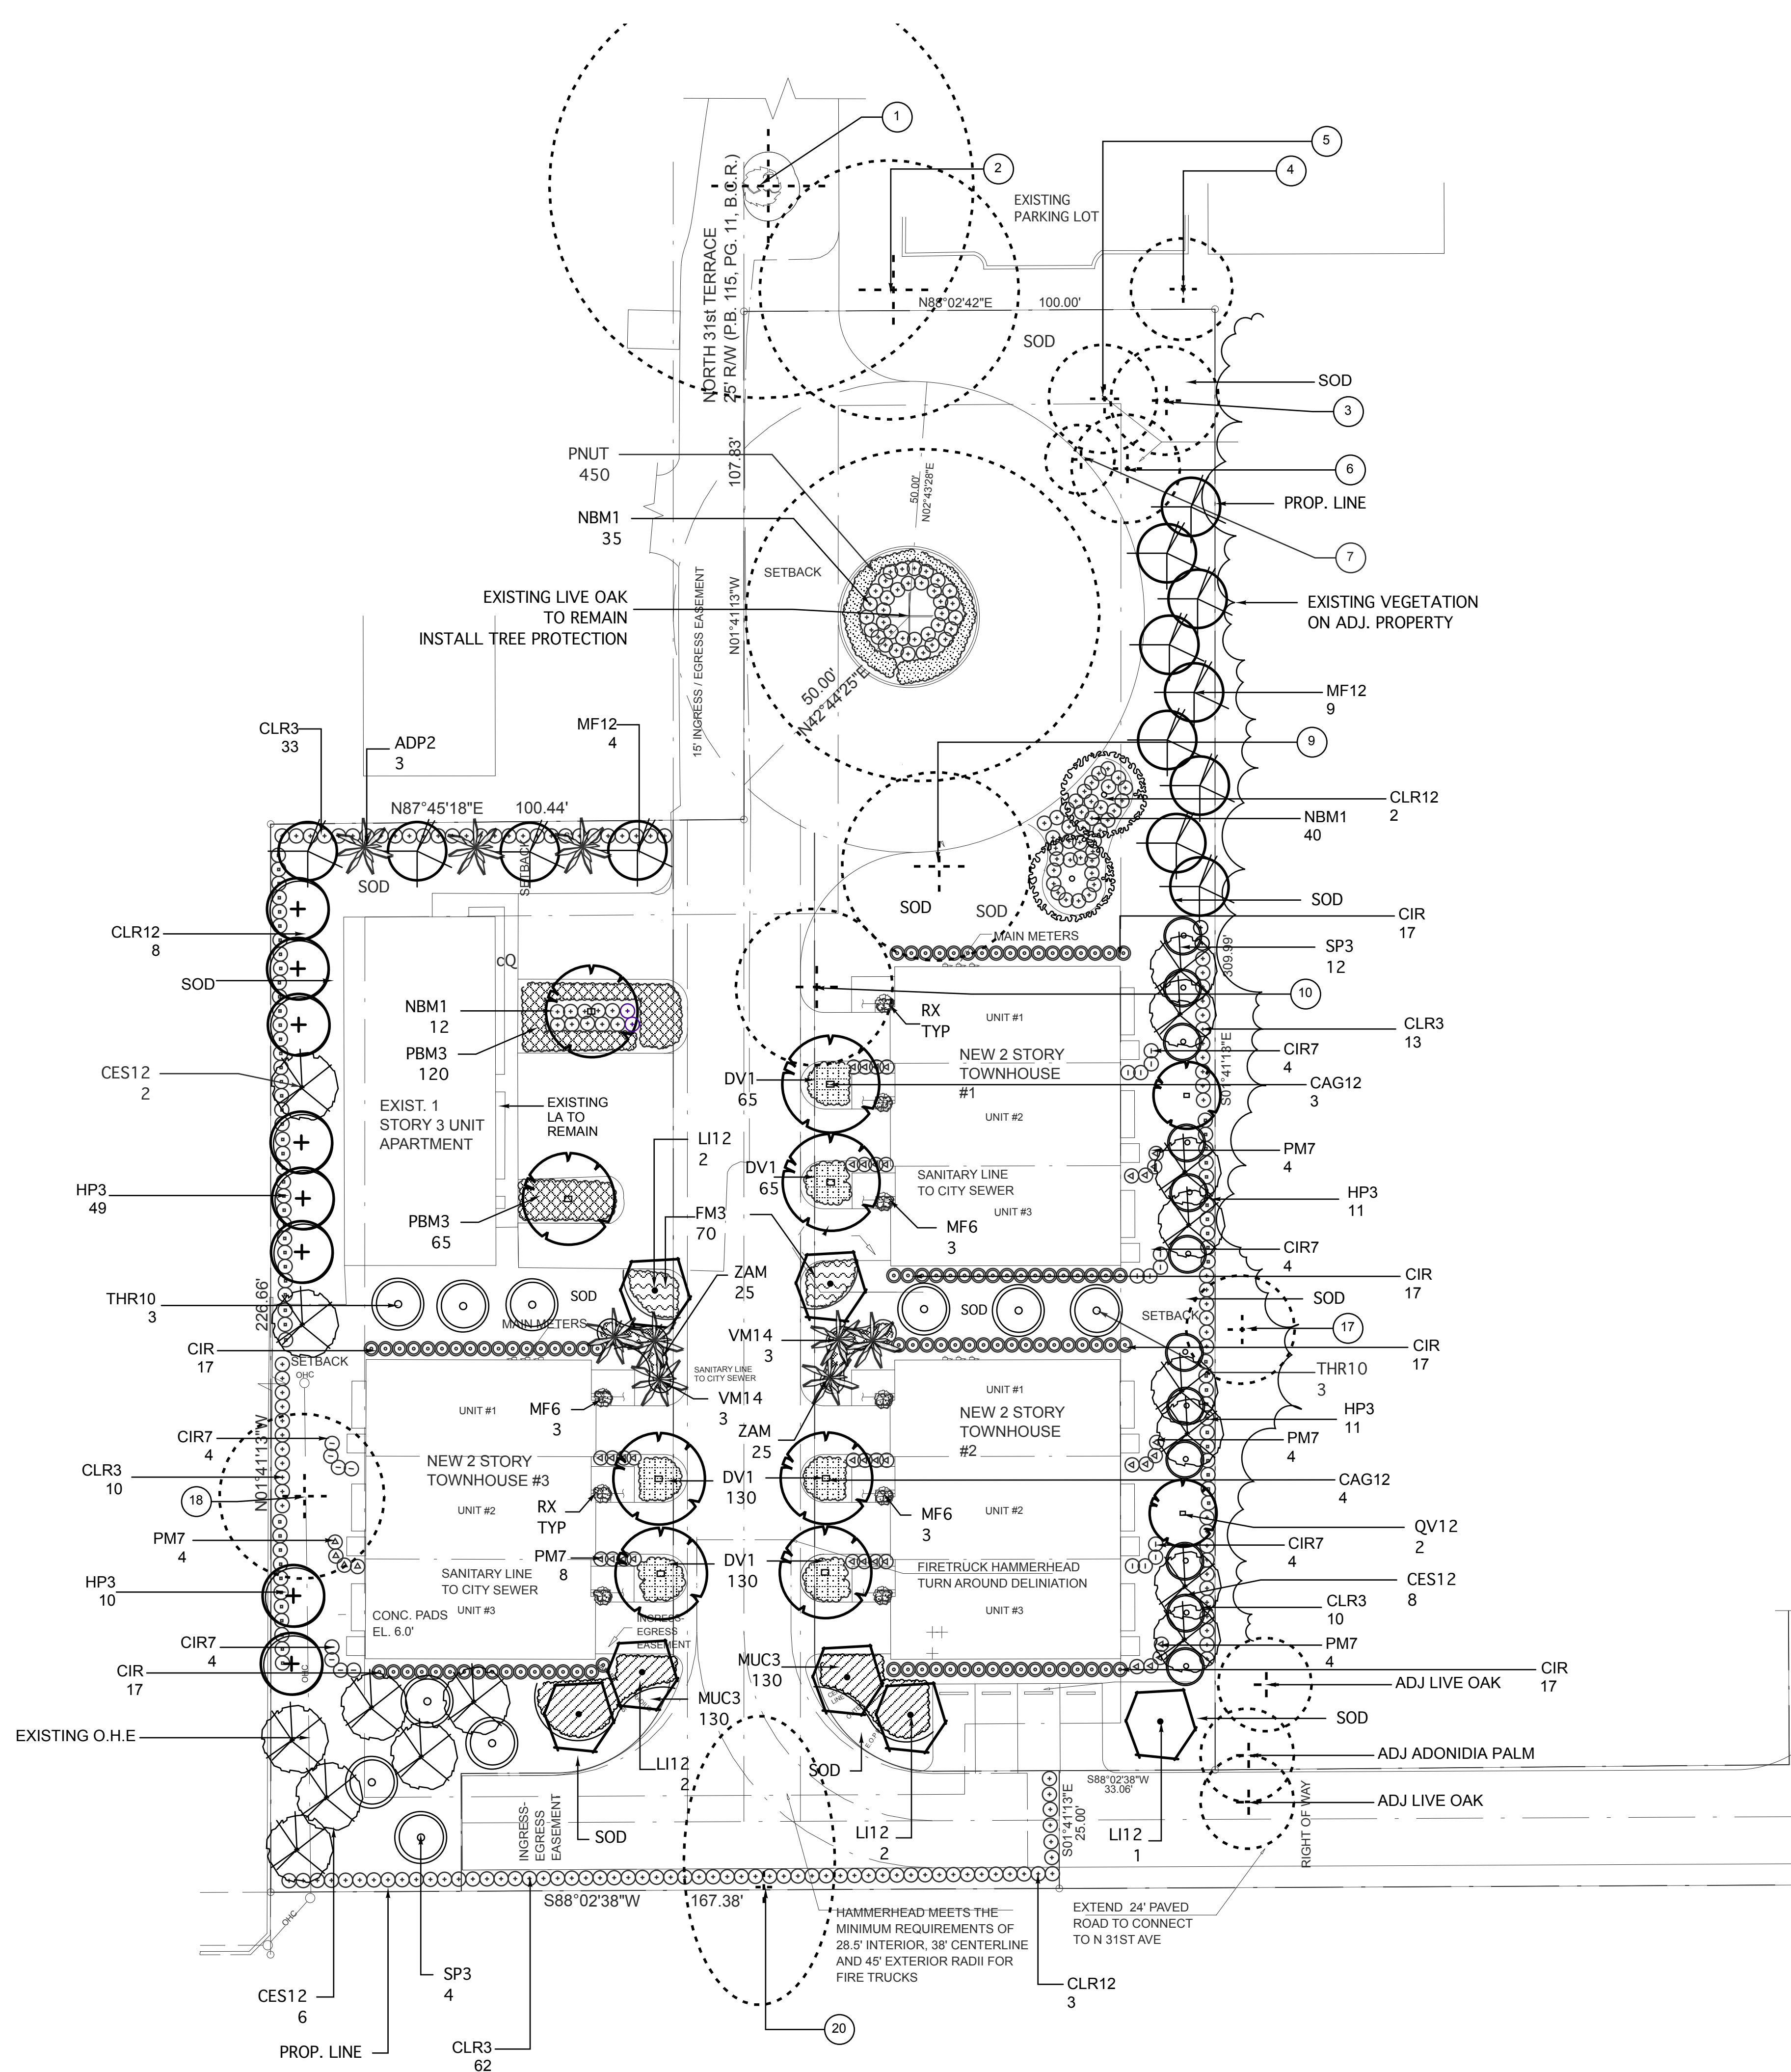 1
2
5
4
EXISTING
PARKING LOT
NORTH 31st TERRACE
25' R/W (P.B. 115, PG. 11, B.C.R.)
N88°02'42"E 100.00'
SOD
SOD
3
PNUT
450
107.83'
50.00'
N02°43'28"E
6
PROP. LINE
NBM1
35
7
SETBACK
EXISTING LIVE OAK
TO REMAIN
INSTALL TREE PROTECTION
15' INGRESS / EGRESS EASEMENT
N01°41'13"W
EXISTING VEGETATION
ON ADJ. PROPERTY
50.00'
N42°44'25"E
MF12
9
CLR3
33
ADP2
3
MF12
4
9
N87°45'18"E 100.44'
CLR12
2
NBM1
40
SETBACK
SOD
SOD
SOD
SOD
CIR
17
CLR12
8
MAIN METERS
SP3
12
309.99'
cQ
SOD
10
NBM1
12
RX
TYP
UNIT #1
CLR3
13
PBM3
120
NEW 2 STORY
TOWNHOUSE
#1
CIR7
4
S01°41'13"E
CES12
2
DV1
65
CAG12
3
EXIST. 1
STORY 3 UNIT
APARTMENT
EXISTING
LA TO
REMAIN
UNIT #2
LI12
2
PM7
4
DV1
65
SANITARY LINE
TO CITY SEWER
HP3
49
HP3
11
PBM3
65
FM3
70
UNIT #3
MF6
3
CIR7
4
ZAM
25
CIR
17
THR10
3
226.66'
SOD
SOD
SETBACK
SOD
MAIN METERS
VM14
3
17
CIR
17
CIR
17
SETBACK
OHC
SANITARY LINE
TO CITY SEWER
THR10
3
UNIT #1
MF6
3
VM14
3
UNIT #1
NEW 2 STORY
TOWNHOUSE
#2
HP3
11
ZAM
25
CIR7
4
N01°41'13"W
PM7
4
CLR3
10
NEW 2 STORY
TOWNHOUSE #3
DV1
130
CAG12
4
18
UNIT #2
RX
TYP
MF6
3
UNIT #2
QV12
2
PM7
4
CIR7
4
PM7
8
DV1
130
SANITARY LINE
TO CITY SEWER
FIRETRUCK HAMMERHEAD
TURN AROUND DELINIATION
HP3
10
CES12
8
UNIT #3
CONC. PADS
EL. 6.0'
UNIT #3
CLR3
10
INGRESS-
EGRESS
EASEMENT
CIR7
4
PM7
4
CIR
17
OHC
MUC3
130
CIR
17
ADJ LIVE OAK
MUC3
130
SOD
EXISTING O.H.E
ADJ ADONIDIA PALM
LI12
2
SOD
S88°02'38"W
33.06'
ADJ LIVE OAK
INGRESS-
EGRESS
EASEMENT
S01°41'13"E
25.00'
RIGHT OF WAY
SOD
LI12
2
LI12
1
S88°02'38"W 167.38'
OHC
HAMMERHEAD MEETS THE
MINIMUM REQUIREMENTS OF
28.5' INTERIOR, 38' CENTERLINE
AND 45' EXTERIOR RADII FOR
FIRE TRUCKS
EXTEND 24' PAVED
ROAD TO CONNECT
TO N 31ST AVE
SP3
4
CLR12
3
CES12
6
20
PROP. LINE
CLR3
62